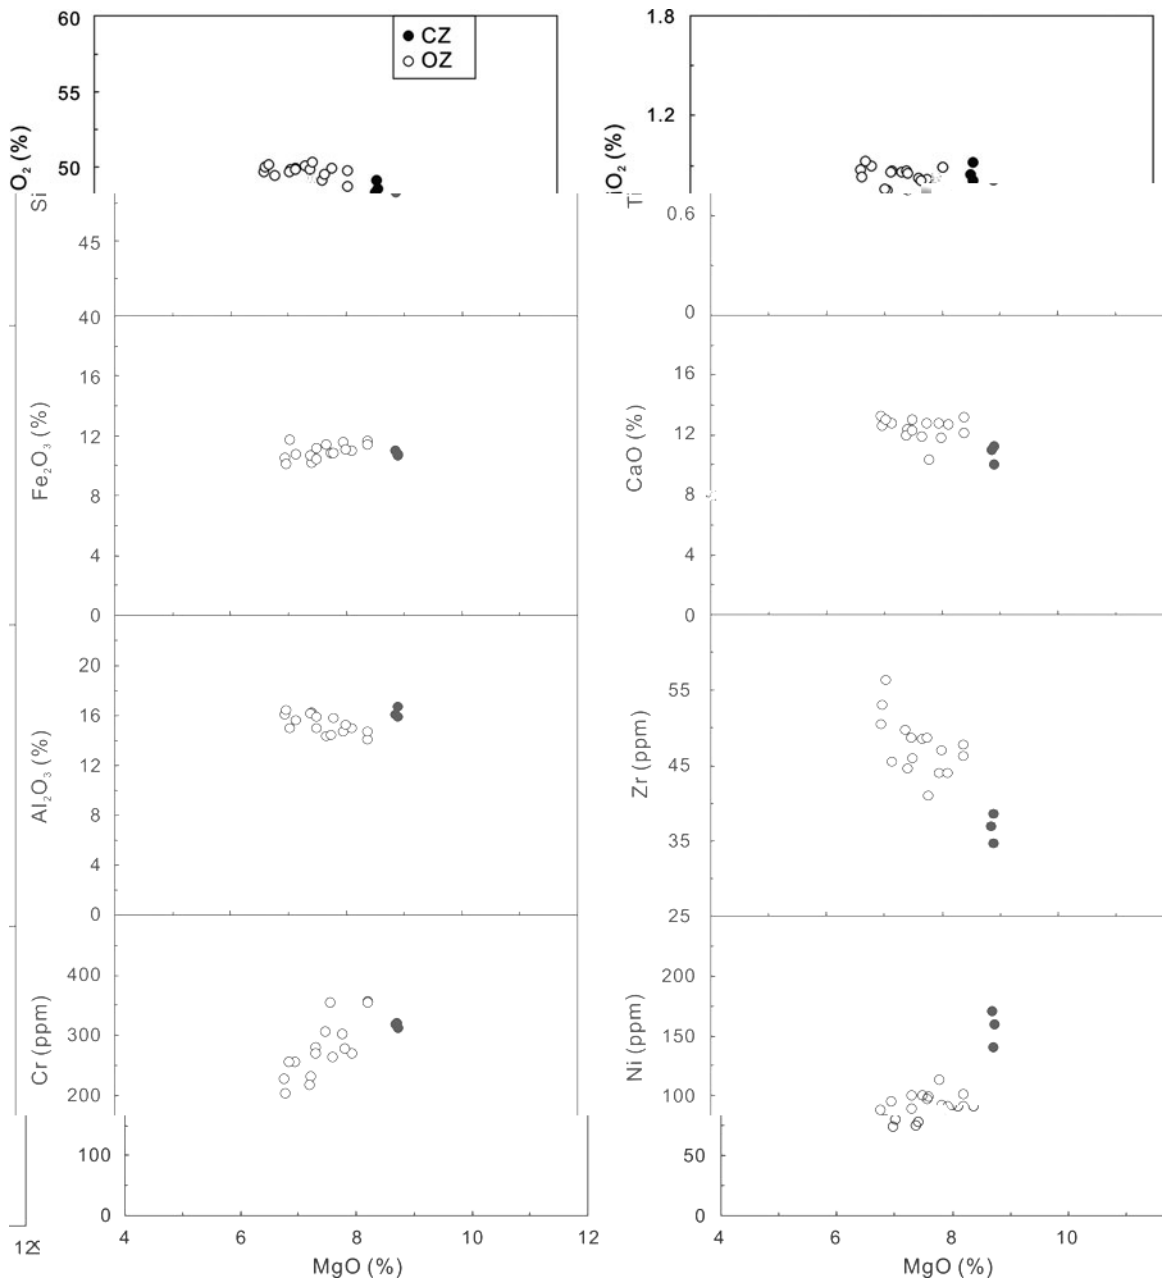 60
55
50
SiO₂ (%)
45
40
● CZ
○ OZ
1.8
1.2
TiO₂ (%)
0.6
0
16
12
Fe₂O₃ (%)
8
4
0
16
12
CaO (%)
8
4
0
20
16
Al₂O₃ (%)
12
8
4
0
55
Zr (ppm)
45
35
25
400
Cr (ppm)
300
200
100
0
200
Ni (ppm)
150
100
50
0
12
4 6 8 10 12
MgO (%)
4 6 8 10
MgO (%)